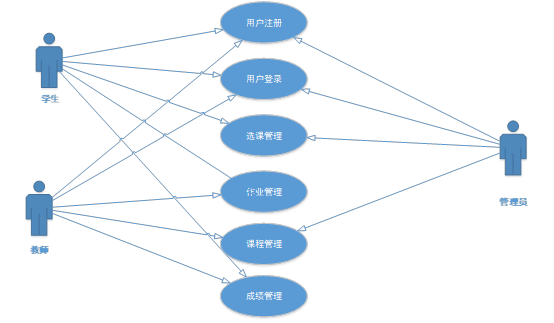 用户注册
学生
用户登录
选课管理
管理员
作业管理
教师
课程管理
成绩管理